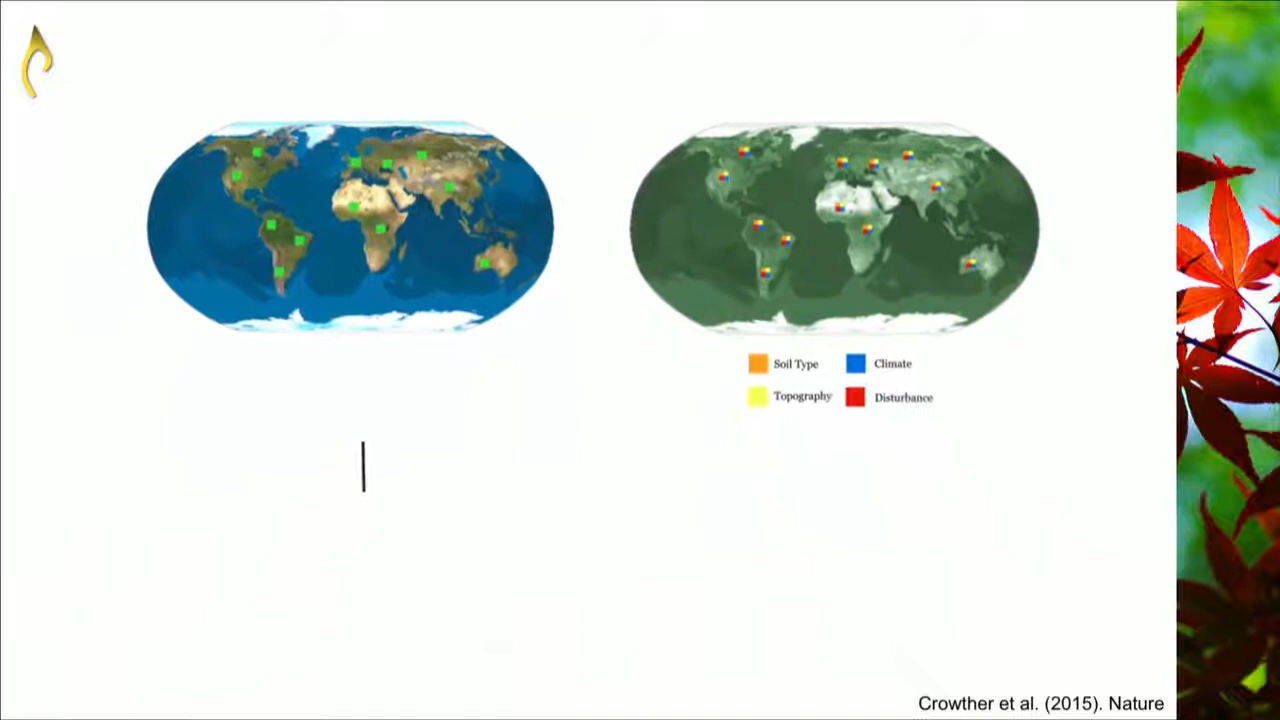 Soil Type
Climate
Topography
Disturbance
Crowther et al. (2015). Nature